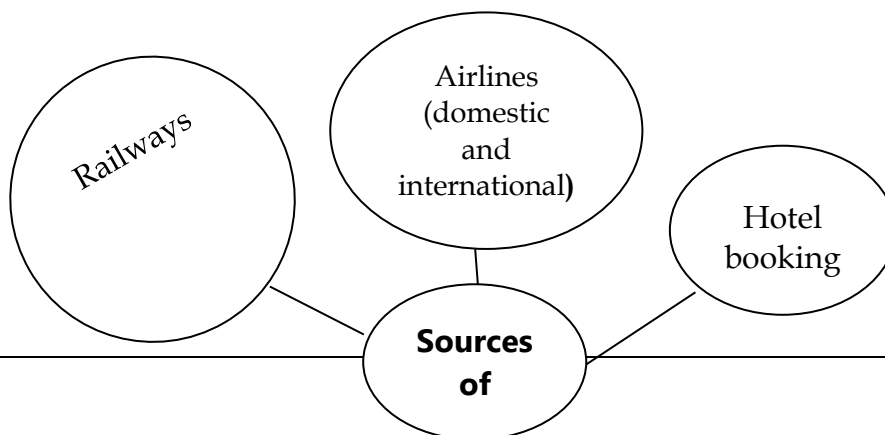 Railways
Airlines
(domestic
and
international)
Hotel
booking
Sources
of